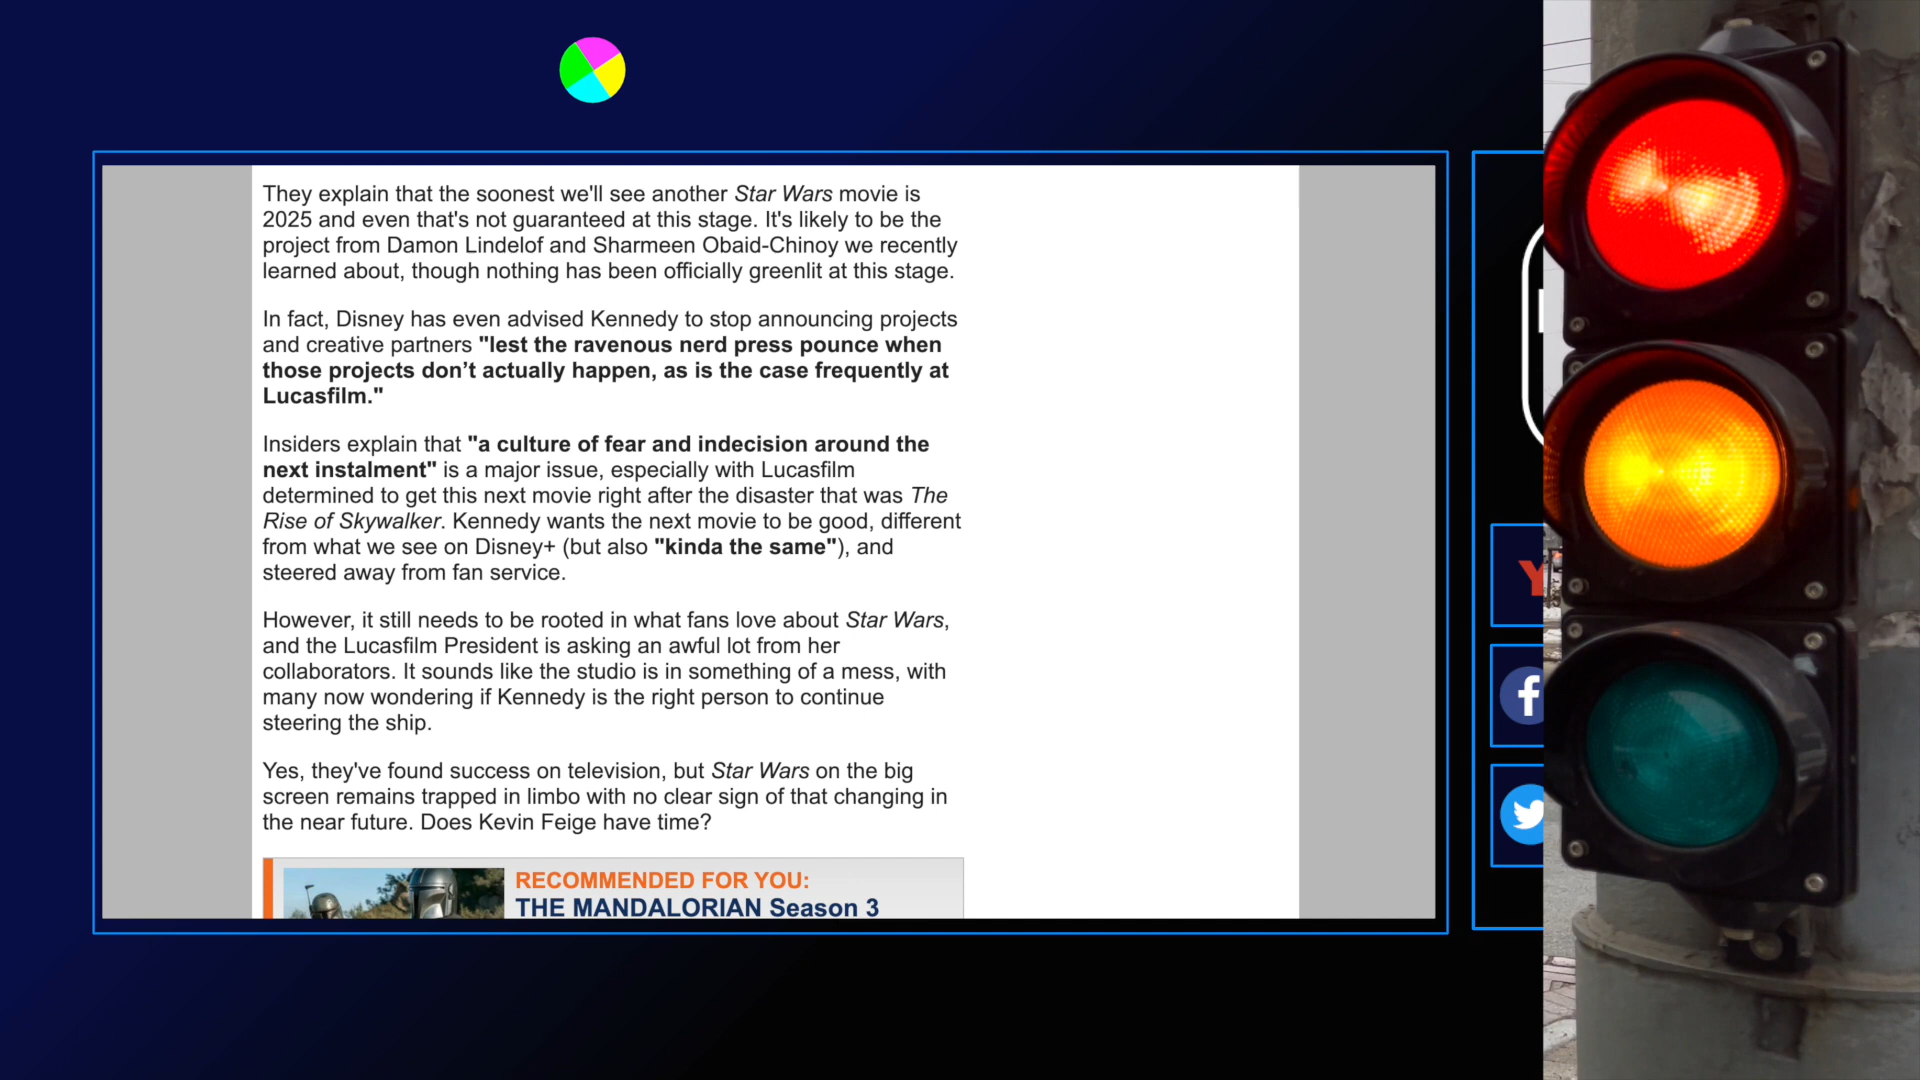 They explain that the soonest we'll see another Star Wars movie is
2025 and even that's not guaranteed at this stage. It's likely to be the
project from Damon Lindelof and Sharmeen Obaid-Chinoy we recently
learned about, though nothing has been officially greenlit at this stage.
In fact, Disney has even advised Kennedy to stop announcing projects
and creative partners "lest the ravenous nerd press pounce when
those projects don’t actually happen, as is the case frequently at
Lucasfilm."
Insiders explain that "a culture of fear and indecision around the
next instalment" is a major issue, especially with Lucasfilm
determined to get this next movie right after the disaster that was The
Rise of Skywalker. Kennedy wants the next movie to be good, different
from what we see on Disney+ (but also "kinda the same"), and
steered away from fan service.
However, it still needs to be rooted in what fans love about Star Wars,
and the Lucasfilm President is asking an awful lot from her
collaborators. It sounds like the studio is in something of a mess, with
many now wondering if Kennedy is the right person to continue
steering the ship.
Yes, they've found success on television, but Star Wars on the big
screen remains trapped in limbo with no clear sign of that changing in
the near future. Does Kevin Feige have time?
RECOMMENDED FOR YOU:
THE MANDALORIAN Season 3